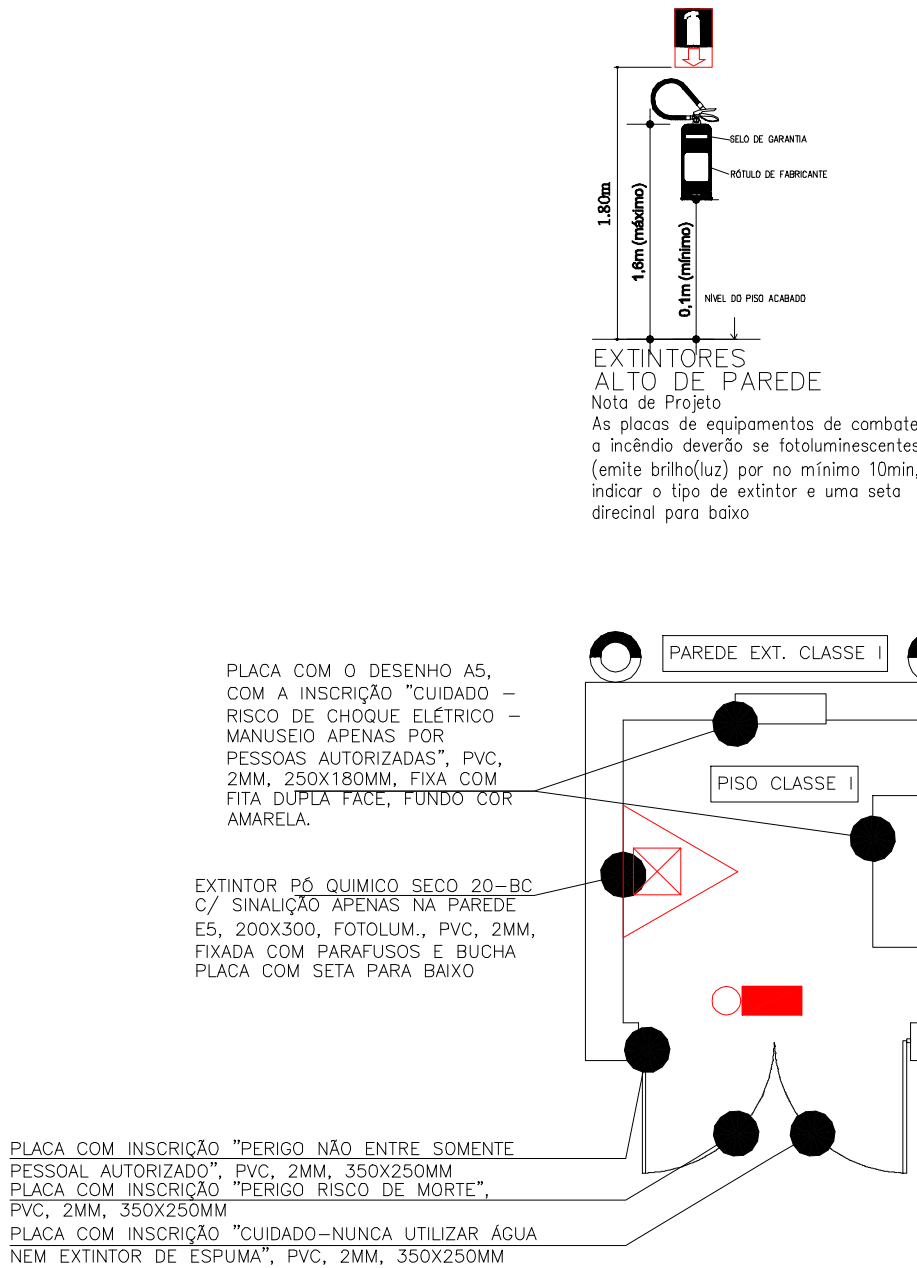 SELO DE GARANTIA
RÓTULO DE FABRICANTE
1.80m
1,6m (máximo)
0,1m (mínimo)
NÍVEL DO PISO ACABADO
EXTINTORES
ALTO DE PAREDE
Nota de Projeto
As placas de equipamentos de combate
a incêndio deverão se fotoluminescentes
(emite brilho(luz) por no mínimo 10min,
indicar o tipo de extintor e uma seta
direcinal para baixo
PAREDE EXT. CLASSE I
PISO CLASSE I
PLACA COM O DESENHO A5,
COM A INSCRIÇÃO "CUIDADO –
RISCO DE CHOQUE ELÉTRICO –
MANUSEIO APENAS POR
PESSOAS AUTORIZADAS", PVC,
2MM, 250X180MM, FIXA COM
FITA DUPLA FACE, FUNDO COR
AMARELA.
EXTINTOR PÓ QUIMICO SECO 20–BC
C/ SINALIÇÃO APENAS NA PAREDE
E5, 200X300, FOTOLUM., PVC, 2MM,
FIXADA COM PARAFUSOS E BUCHA
PLACA COM SETA PARA BAIXO
PLACA COM INSCRIÇÃO "PERIGO NÃO ENTRE SOMENTE
PESSOAL AUTORIZADO", PVC, 2MM, 350X250MM
PLACA COM INSCRIÇÃO "PERIGO RISCO DE MORTE",
PVC, 2MM, 350X250MM
PLACA COM INSCRIÇÃO "CUIDADO–NUNCA UTILIZAR ÁGUA
NEM EXTINTOR DE ESPUMA", PVC, 2MM, 350X250MM